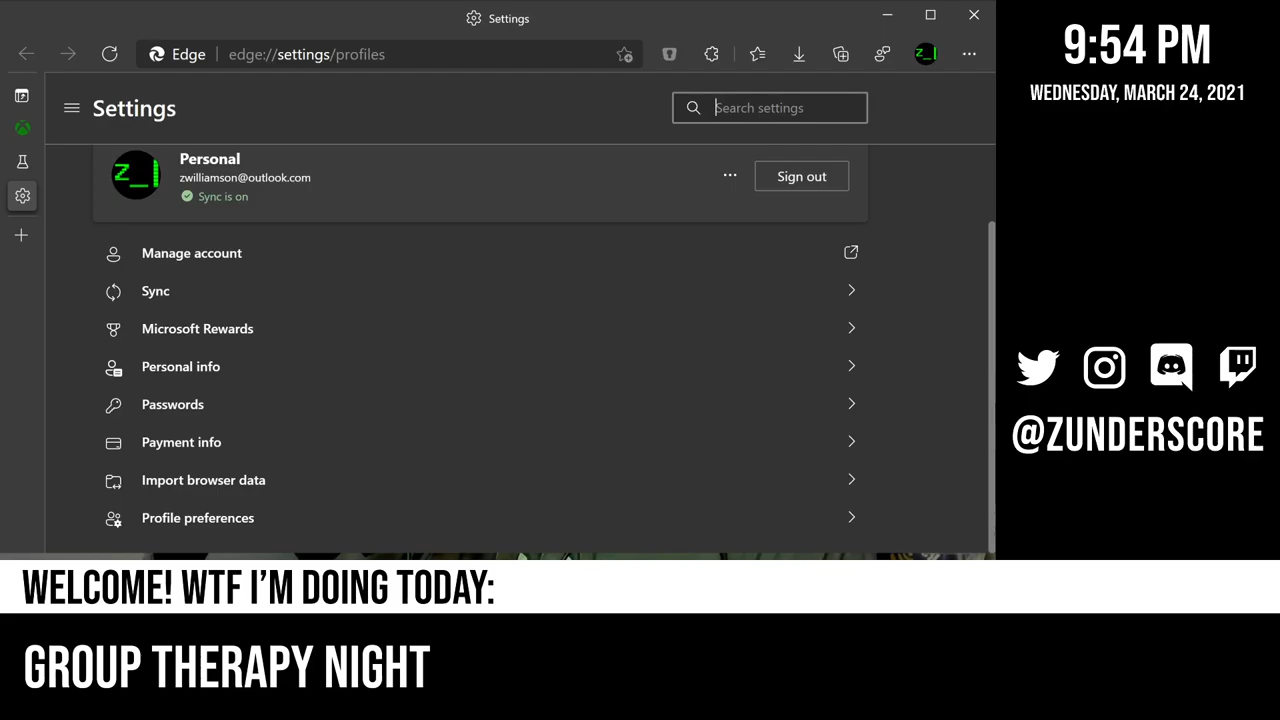 Settings
Edge
edge://settings/profiles
z_
Settings
Search settings
z_
Personal
zwilliamson@outlook.com
Sync is on
Sign out
Manage account
Sync
Microsoft Rewards
Personal info
Passwords
Payment info
Import browser data
Profile preferences
9:54 PM
WEDNESDAY, MARCH 24, 2021
@ZUNDERSCORE
WELCOME! WTF I'M DOING TODAY:
GROUP THERAPY NIGHT